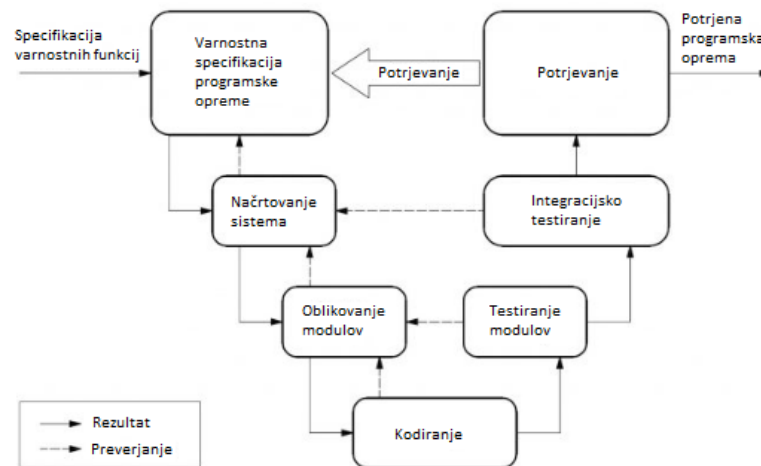 Specifikacija
varnostnih funkcij
Varnostna
specifikacija
programske
opreme
Potrjevanje
Potrjevanje
Potrjena
programska
oprema
Načrtovanje
sistema
Integracijsko
testiranje
Oblikovanje
modulov
Testiranje
modulov
Kodiranje
Rezultat
Preverjanje